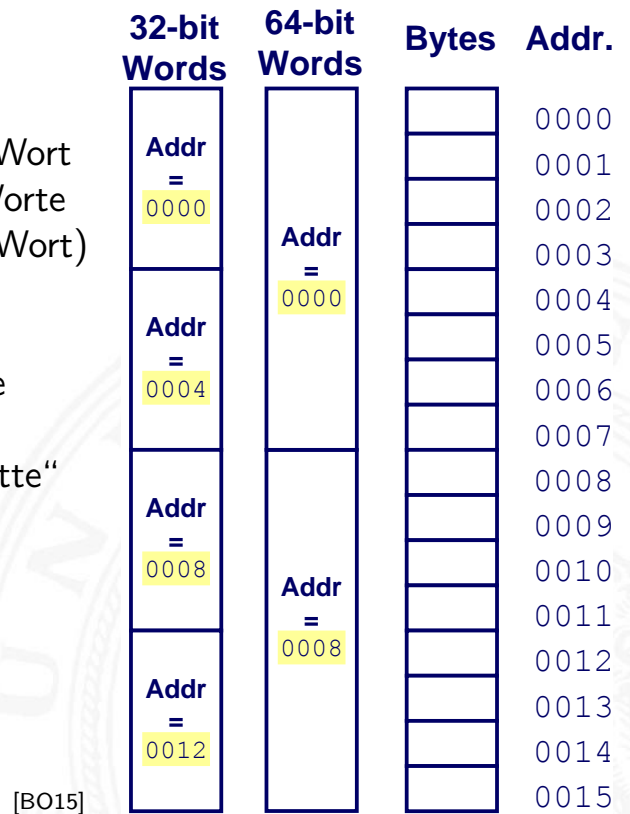 32-bit Words
64-bit Words
Bytes
Addr.
Wort
Worte
Wort)
e
tte“
Addr
=
0000
Addr
=
0004
Addr
=
0008
Addr
=
0012
Addr
=
0000
Addr
=
0008
0000
0001
0002
0003
0004
0005
0006
0007
0008
0009
0010
0011
0012
0013
0014
0015
[BO15]